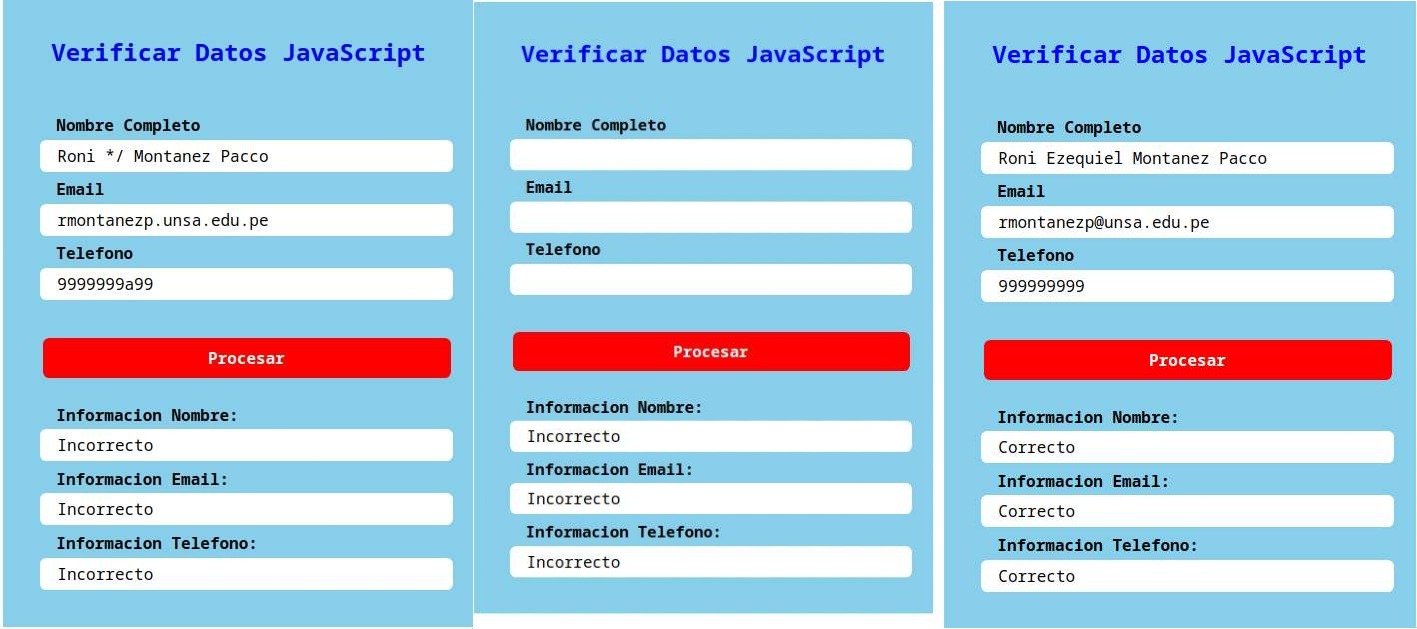 Verificar Datos JavaScript
Nombre Completo
Roni */ Montanez Pacco
Email
rmontanezp.unsa.edu.pe
Telefono
9999999a99
Procesar
Informacion Nombre:
Incorrecto
Informacion Email:
Incorrecto
Informacion Telefono:
Incorrecto
Verificar Datos JavaScript
Nombre Completo
Email
Telefono
Procesar
Informacion Nombre:
Incorrecto
Informacion Email:
Incorrecto
Informacion Telefono:
Incorrecto
Verificar Datos JavaScript
Nombre Completo
Roni Ezequiel Montanez Pacco
Email
rmontanezp@unsa.edu.pe
Telefono
999999999
Procesar
Informacion Nombre:
Correcto
Informacion Email:
Correcto
Informacion Telefono:
Correcto